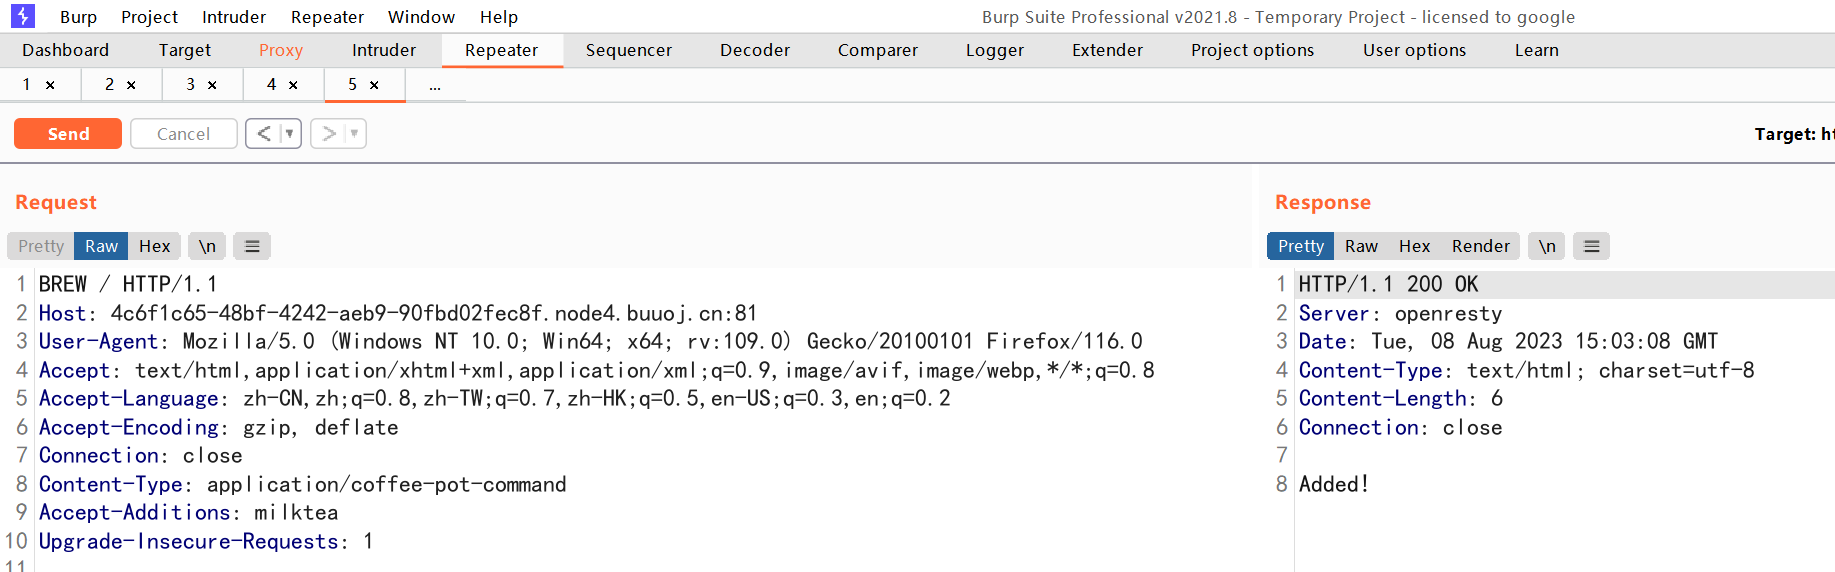 Burp Project Intruder Repeater Window Help Burp Suite Professional v2021.8 - Temporary Project - licensed to google
Dashboard Target Proxy Intruder Repeater Sequencer Decoder Comparer Logger Extender Project options User options Learn
1 × 2 × 3 × 4 × 5 × ...
Send Cancel < ▼ > ▼ Target: ht
Request
Pretty Raw Hex \n ≡
1 BREW / HTTP/1.1
2 Host: 4c6f1c65-48bf-4242-aeb9-90fbd02fec8f.node4.buuoj.cn:81
3 User-Agent: Mozilla/5.0 (Windows NT 10.0; Win64; x64; rv:109.0) Gecko/20100101 Firefox/116.0
4 Accept: text/html,application/xhtml+xml,application/xml;q=0.9,image/avif,image/webp,*/*;q=0.8
5 Accept-Language: zh-CN,zh;q=0.8,zh-TW;q=0.7,zh-HK;q=0.5,en-US;q=0.3,en;q=0.2
6 Accept-Encoding: gzip, deflate
7 Connection: close
8 Content-Type: application/coffee-pot-command
9 Accept-Additions: milktea
10 Upgrade-Insecure-Requests: 1
11
Response
Pretty Raw Hex Render \n ≡
1 HTTP/1.1 200 OK
2 Server: openresty
3 Date: Tue, 08 Aug 2023 15:03:08 GMT
4 Content-Type: text/html; charset=utf-8
5 Content-Length: 6
6 Connection: close
7
8 Added!